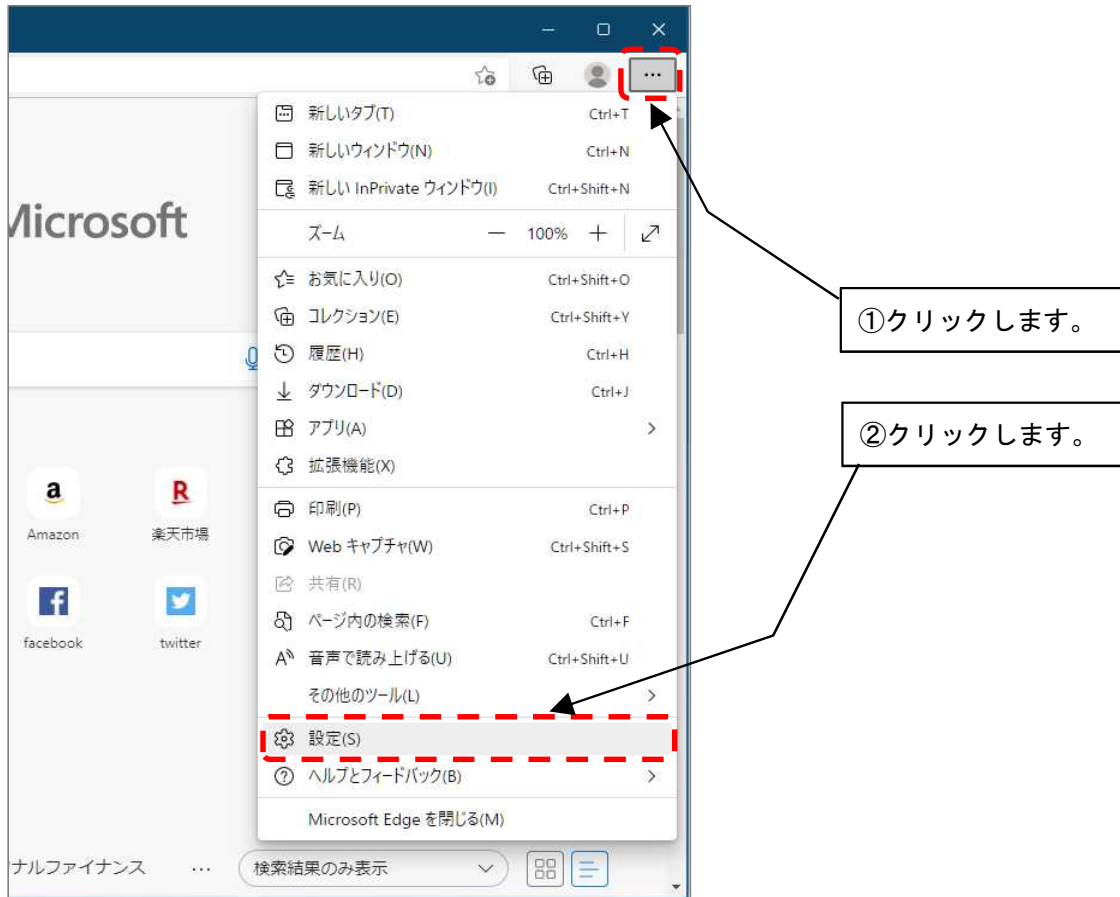 新しいタブ(T) Ctrl+T
新しいウィンドウ(N) Ctrl+N
新しい InPrivate ウィンドウ(I) Ctrl+Shift+N
Microsoft
ズーム — 100% +
①クリックします。
お気に入り(O) Ctrl+Shift+O
コレクション(E) Ctrl+Shift+Y
履歴(H) Ctrl+H
ダウンロード(D) Ctrl+J
アプリ(A)
②クリックします。
拡張機能(X)
a
R
Amazon
楽天市場
印刷(P) Ctrl+P
Web キャプチャ(W) Ctrl+Shift+S
共有(R)
facebook
twitter
ページ内の検索(F) Ctrl+F
音声で読み上げる(U) Ctrl+Shift+U
その他のツール(L)
設定(S)
ヘルプとフィードバック(B)
Microsoft Edge を閉じる(M)
ナルファイナンス ... 検索結果のみ表示